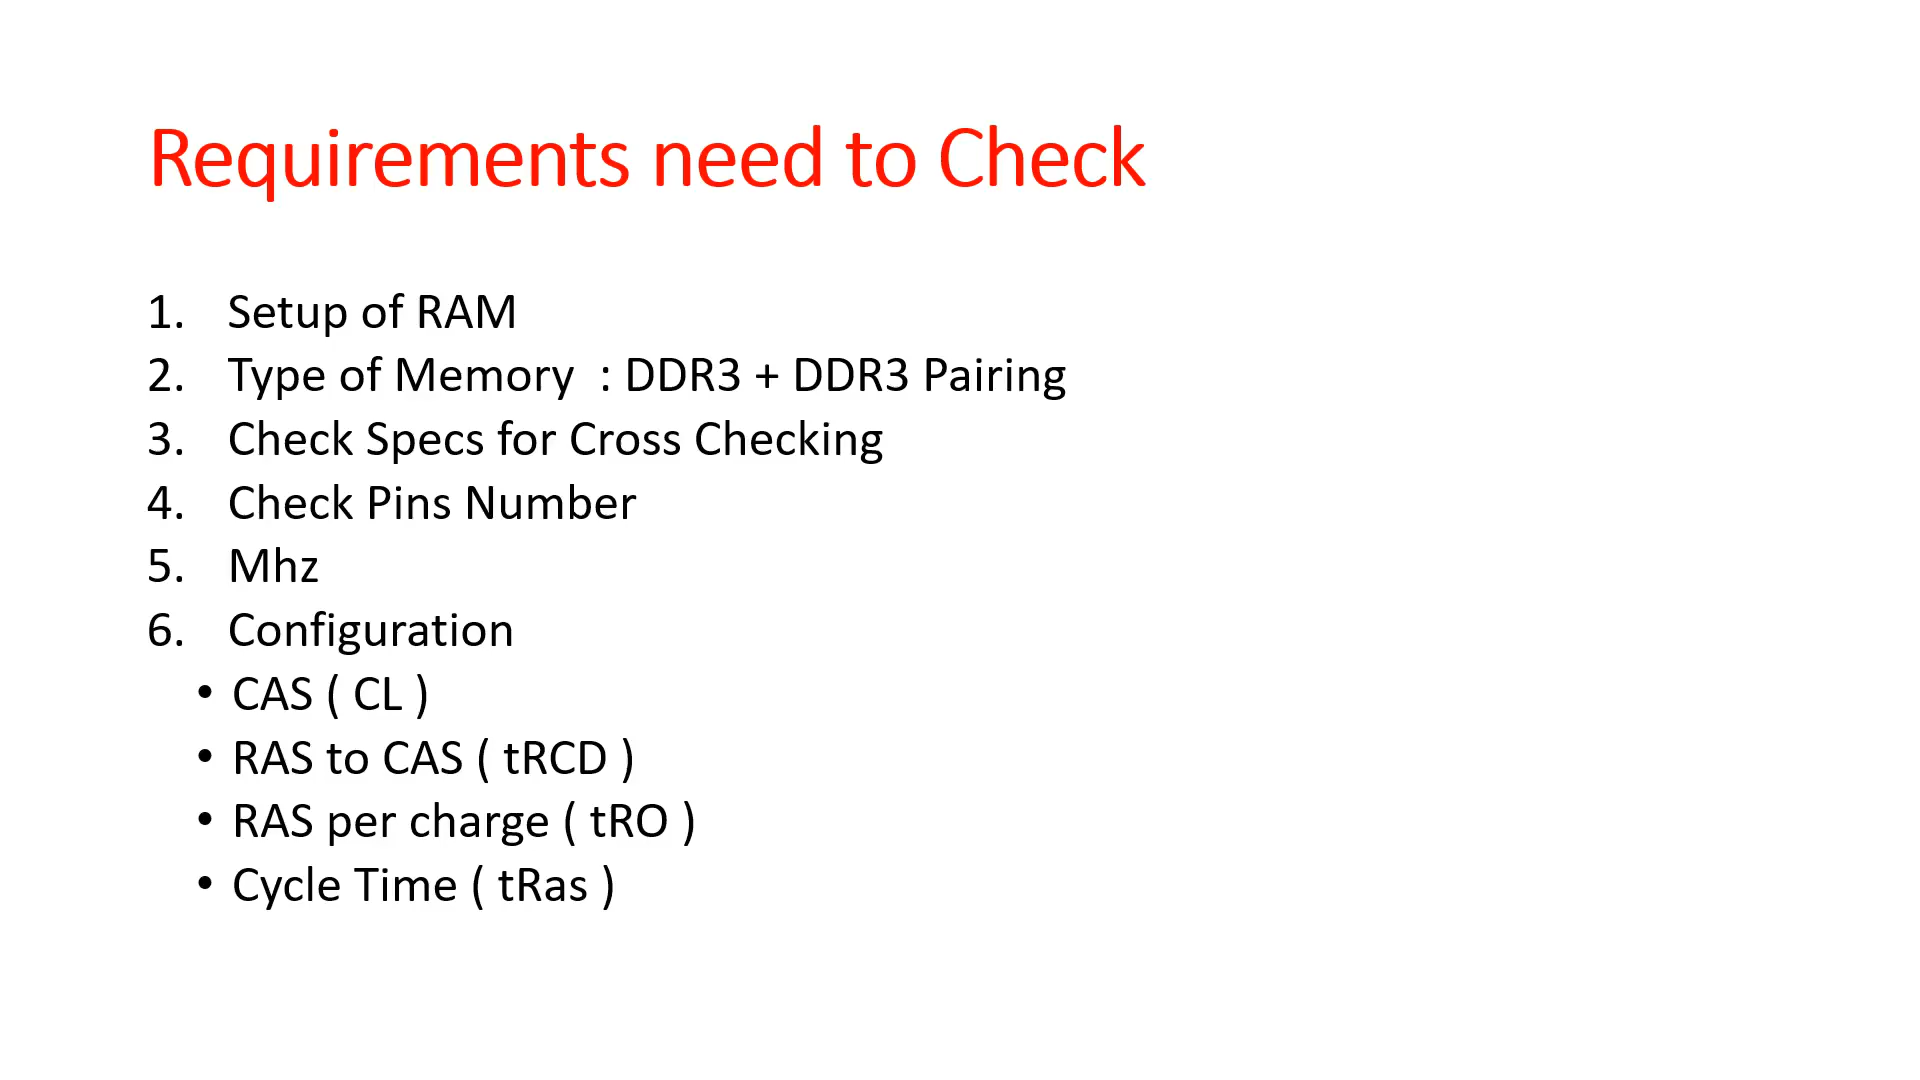 Requirements need to Check
1. Setup of RAM
2. Type of Memory : DDR3 + DDR3 Pairing
3. Check Specs for Cross Checking
4. Check Pins Number
5. Mhz
6. Configuration
• CAS ( CL )
• RAS to CAS ( tRCD )
• RAS per charge ( tRO )
• Cycle Time ( tRas )